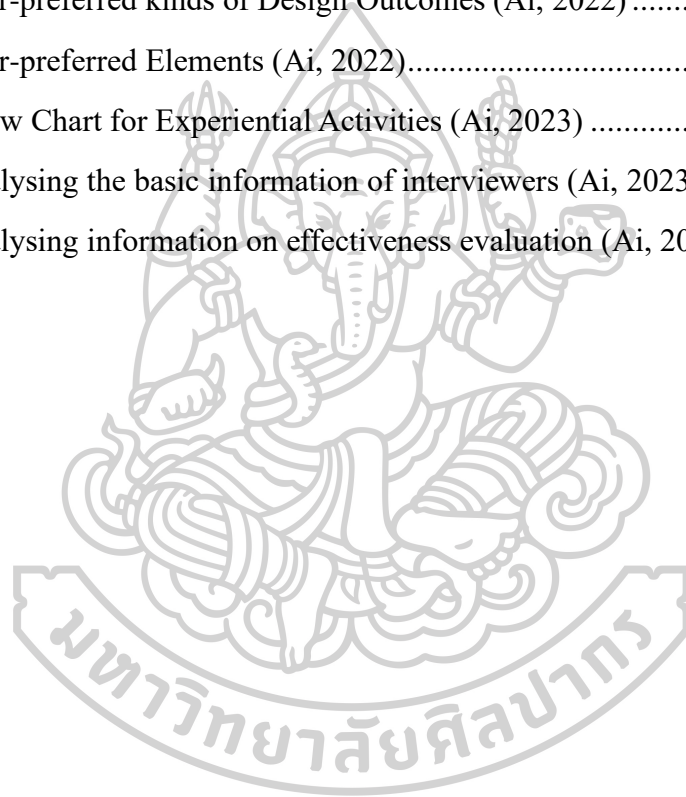 r-preferred kinds of Design Outcomes (Ai, 2022).......
r-preferred Elements (Ai, 2022)................................
w Chart for Experiential Activities (Ai, 2023) ............
lysing the basic information of interviewers (Ai, 2023
lysing information on effectiveness evaluation (Ai, 20
มหาวิทยาลัยศิลปากร